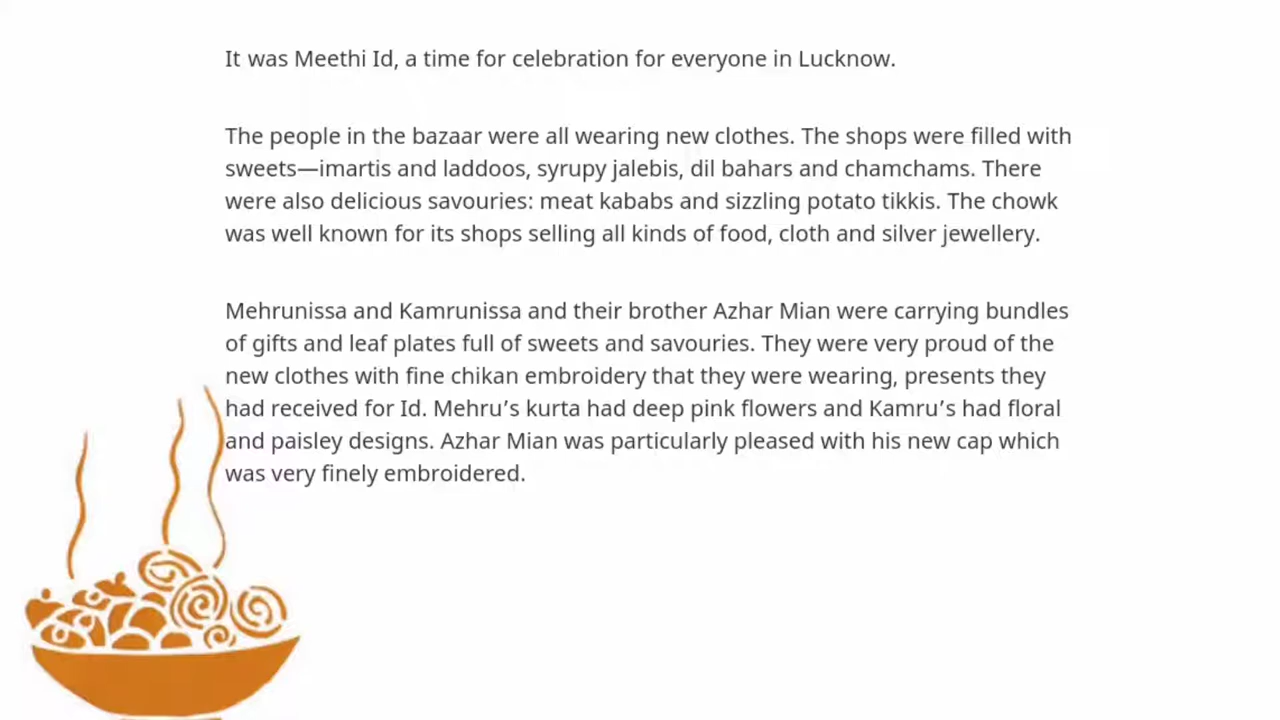 It was Meethi Id, a time for celebration for everyone in Lucknow.
The people in the bazaar were all wearing new clothes. The shops were filled with
sweets—imartis and laddoos, syrupy jalebis, dil bahars and chamchams. There
were also delicious savouries: meat kababs and sizzling potato tikkis. The chowk
was well known for its shops selling all kinds of food, cloth and silver jewellery.
Mehrunissa and Kamrunissa and their brother Azhar Mian were carrying bundles
of gifts and leaf plates full of sweets and savouries. They were very proud of the
new clothes with fine chikan embroidery that they were wearing, presents they
had received for Id. Mehru’s kurta had deep pink flowers and Kamru’s had floral
and paisley designs. Azhar Mian was particularly pleased with his new cap which
was very finely embroidered.